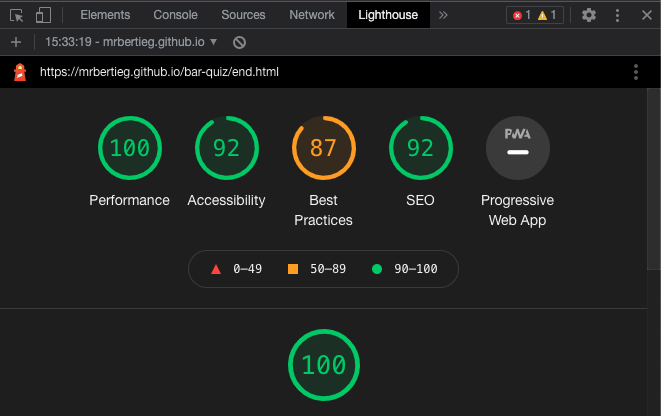 Elements Console Sources Network Lighthouse » 1 1
15:33:19 - mrbertieg.github.io
https://mrbertieg.github.io/bar-quiz/end.html
100 92 87 92 PWA
Performance Accessibility Best Practices SEO Progressive Web App
0–49 50–89 90–100
100